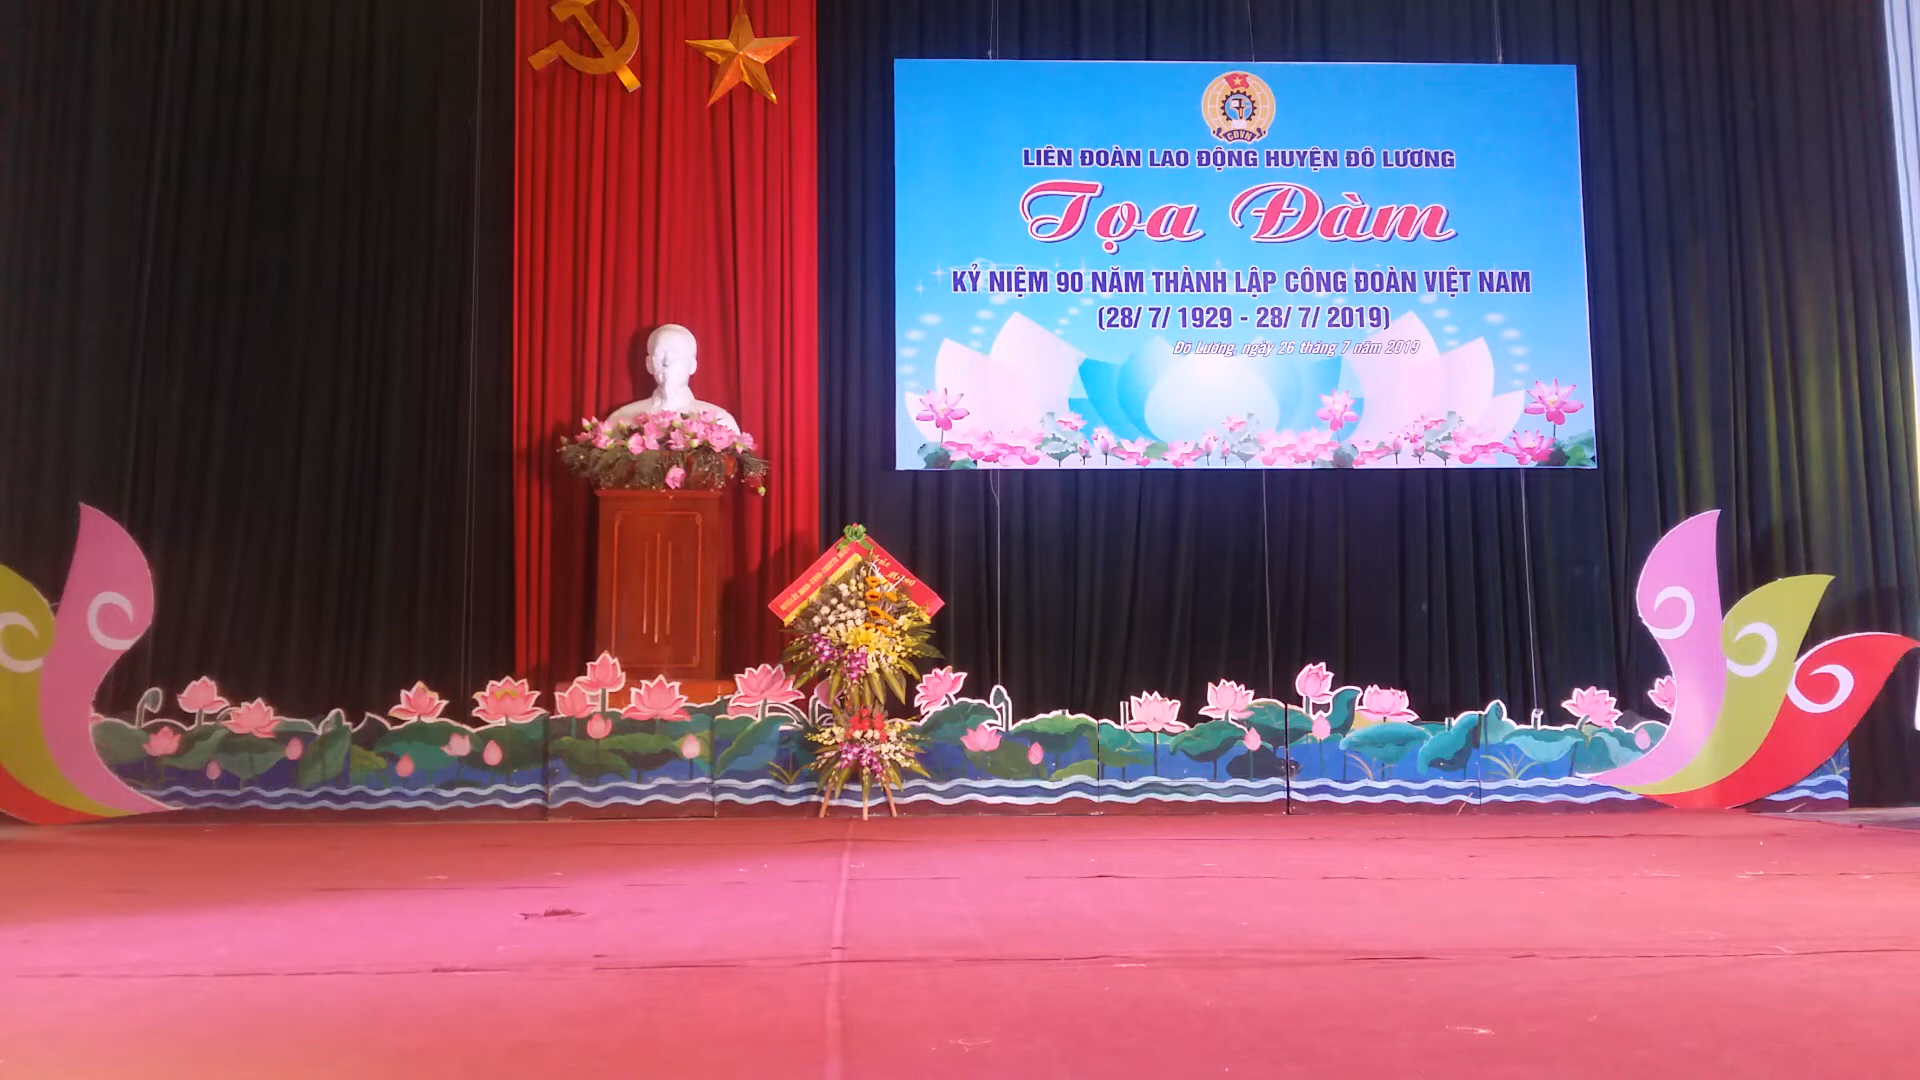 CĐVN
LIÊN ĐOÀN LAO ĐỘNG HUYỆN ĐÔ LƯƠNG
Tọa Đàm
KỶ NIỆM 90 NĂM THÀNH LẬP CÔNG ĐOÀN VIỆT NAM
(28/ 7/ 1929 - 28/ 7/ 2019)
Đô Lương, ngày 26 tháng 7 năm 2019